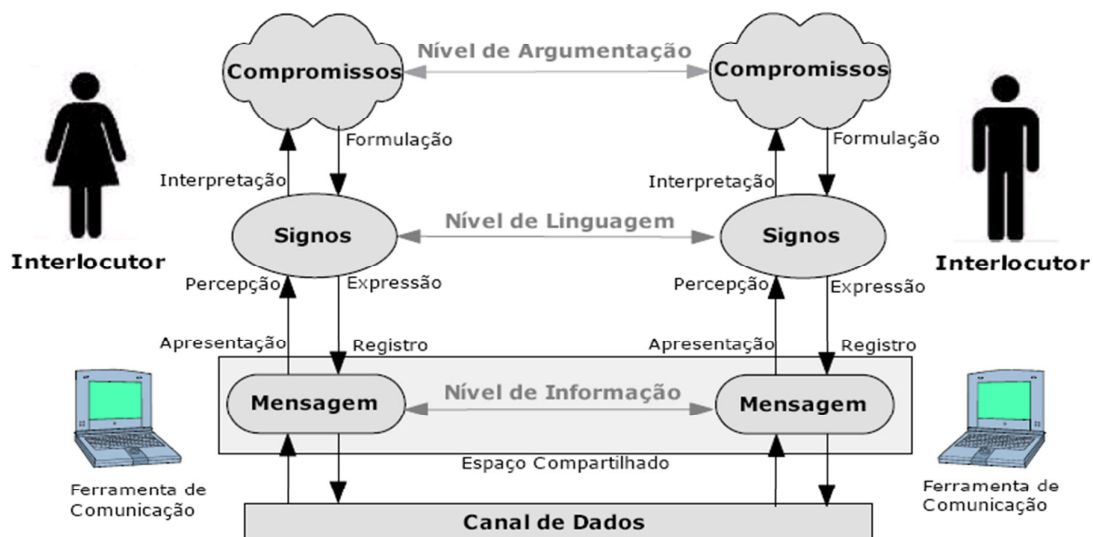 Nível de Argumentação
Compromissos
Compromissos
Formulação
Formulação
Interpretação
Interpretação
Signos
Nível de Linguagem
Signos
Interlocutor
Interlocutor
Percepção
Expressão
Percepção
Expressão
Apresentação
Registro
Apresentação
Registro
Mensagem
Nível de Informação
Mensagem
Espaço Compartilhado
Ferramenta de
Comunicação
Ferramenta de
Comunicação
Canal de Dados